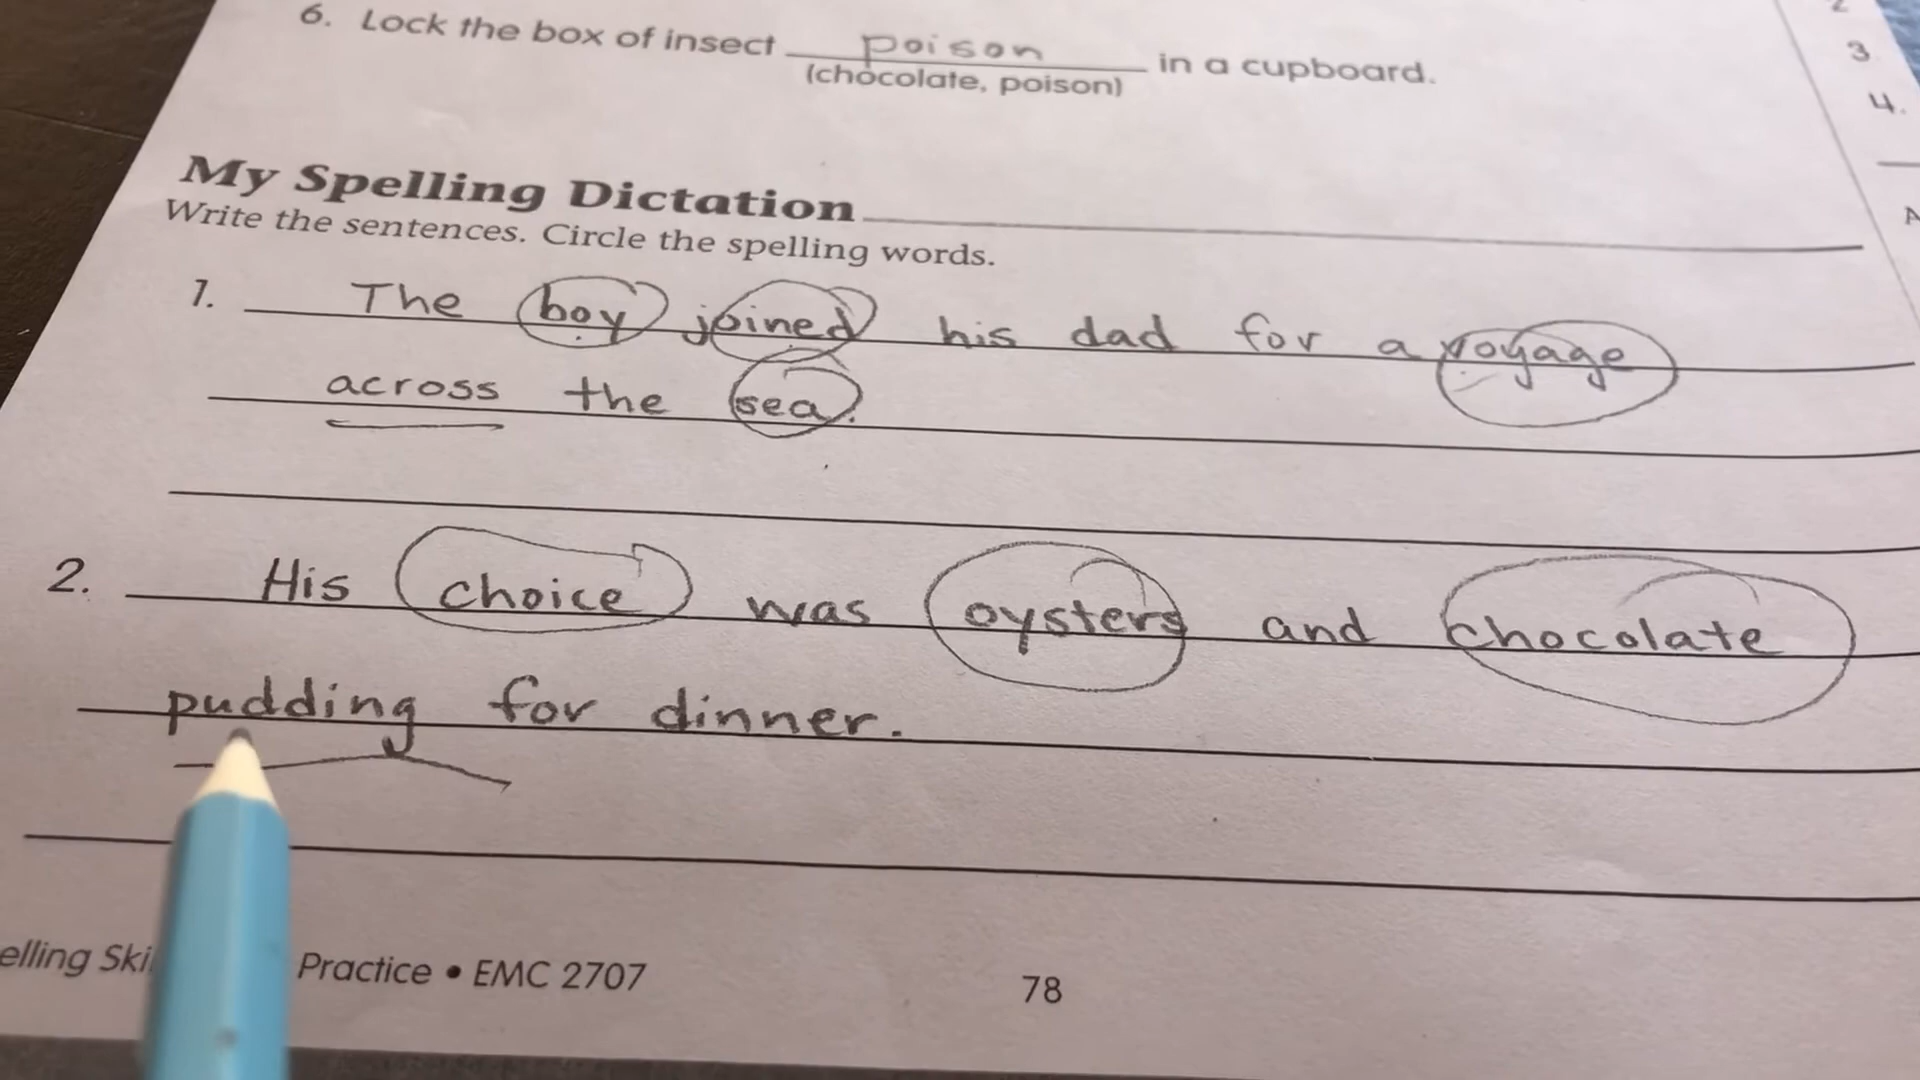 6. Lock the box of insect poison in a cupboard.
(chocolate, poison)
My Spelling Dictation
Write the sentences. Circle the spelling words.
1. The boy joined his dad for a voyage
across the sea.
2. His choice was oysters and chocolate
pudding for dinner.
elling Ski Practice • EMC 2707
78
3
4.
A